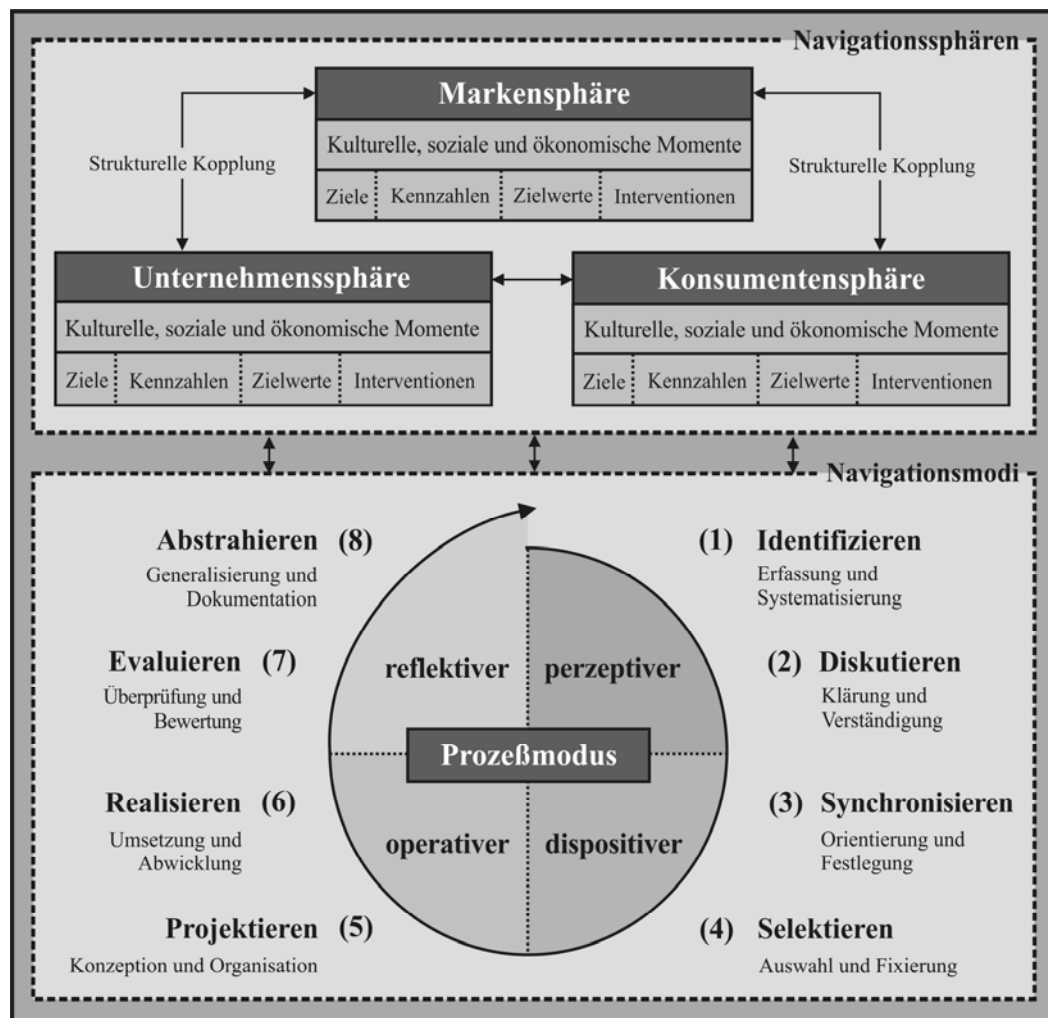 Navigationssphären
Markensphäre
Kulturelle, soziale und ökonomische Momente
Ziele Kennzahlen Zielwerte Interventionen
Strukturelle Kopplung
Strukturelle Kopplung
Unternehmenssphäre
Kulturelle, soziale und ökonomische Momente
Ziele Kennzahlen Zielwerte Interventionen
Konsumentensphäre
Kulturelle, soziale und ökonomische Momente
Ziele Kennzahlen Zielwerte Interventionen
Navigationsmodi
(1) Identifizieren
Erfassung und
Systematisierung
(2) Diskutieren
Klärung und
Verständigung
(3) Synchronisieren
Orientierung und
Festlegung
(4) Selektieren
Auswahl und Fixierung
Projektieren (5)
Konzeption und Organisation
Realisieren (6)
Umsetzung und
Abwicklung
Evaluieren (7)
Überprüfung und
Bewertung
Abstrahieren (8)
Generalisierung und
Dokumentation
reflektiver perzeptiver
Prozeßmodus
operativer dispositiver